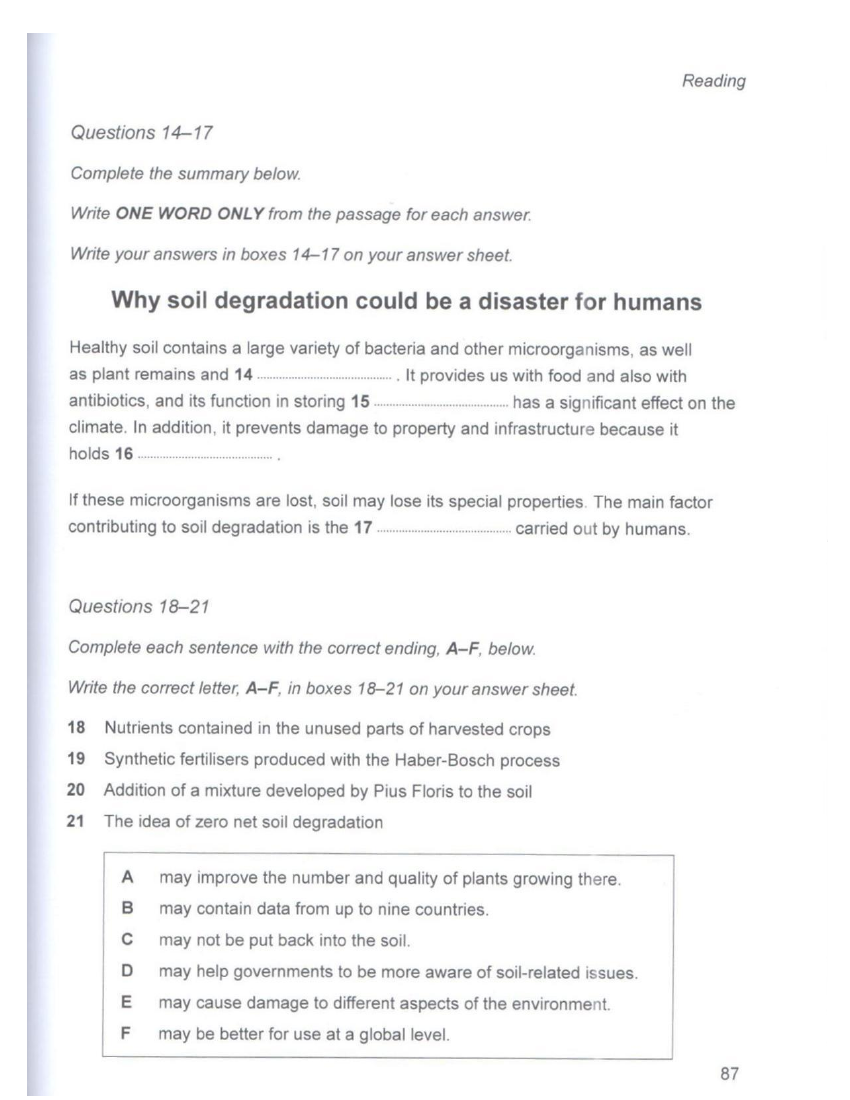 Reading
Questions 14–17
Complete the summary below.
Write ONE WORD ONLY from the passage for each answer.
Write your answers in boxes 14–17 on your answer sheet.
Why soil degradation could be a disaster for humans
Healthy soil contains a large variety of bacteria and other microorganisms, as well
as plant remains and 14 ........................................ . It provides us with food and also with
antibiotics, and its function in storing 15 ........................................ has a significant effect on the
climate. In addition, it prevents damage to property and infrastructure because it
holds 16 ........................................ .
If these microorganisms are lost, soil may lose its special properties. The main factor
contributing to soil degradation is the 17 ........................................ carried out by humans.
Questions 18–21
Complete each sentence with the correct ending, A–F, below.
Write the correct letter, A–F, in boxes 18–21 on your answer sheet.
18 Nutrients contained in the unused parts of harvested crops
19 Synthetic fertilisers produced with the Haber-Bosch process
20 Addition of a mixture developed by Pius Floris to the soil
21 The idea of zero net soil degradation
A may improve the number and quality of plants growing there.
B may contain data from up to nine countries.
C may not be put back into the soil.
D may help governments to be more aware of soil-related issues.
E may cause damage to different aspects of the environment.
F may be better for use at a global level.
87